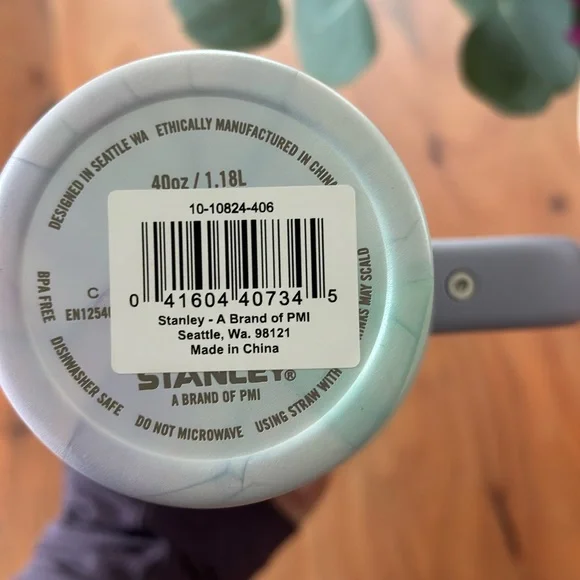 DESIGNED IN SEATTLE WA
ETHICALLY MANUFACTURED IN CHINA
40oz / 1.18L
10-10824-406
0 41604 40734 5
Stanley - A Brand of PMI
Seattle, Wa. 98121
Made in China
C
BPA FREE
STANLEY®
A BRAND OF PMI
DISHWASHER SAFE
DO NOT MICROWAVE
USING STRAW WITH
MAY SCALD